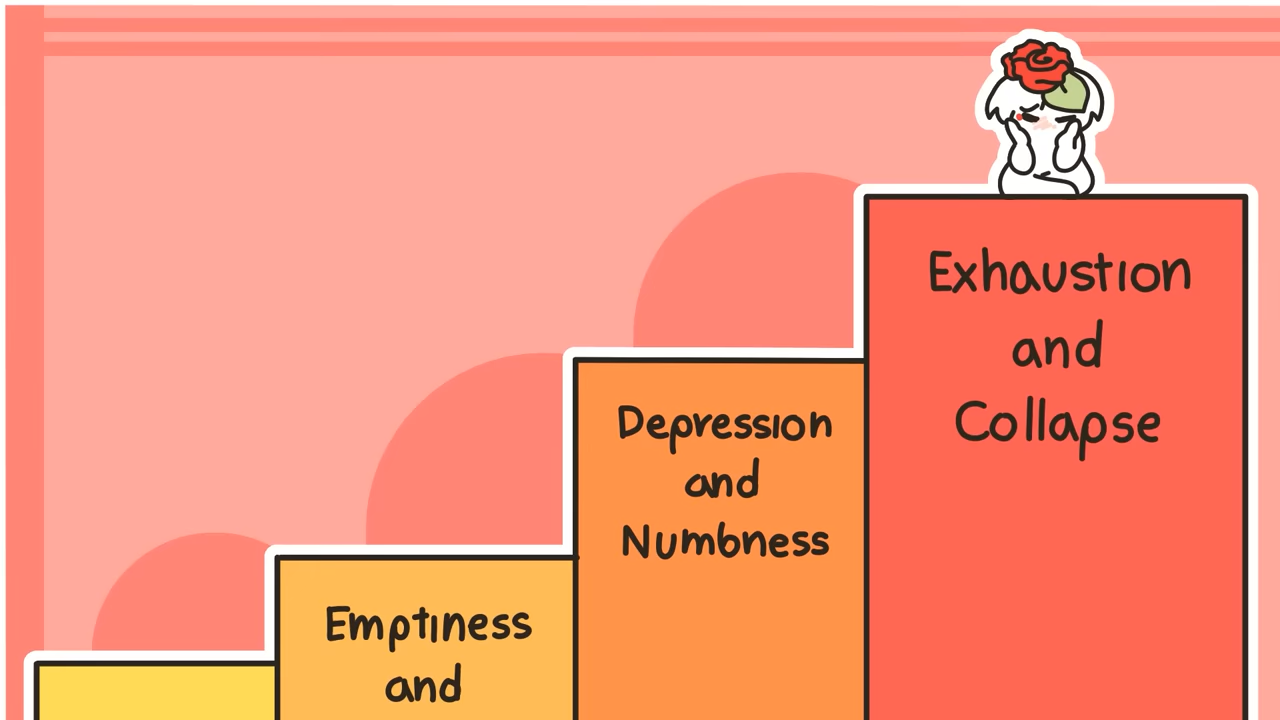 Exhaustion
and
Collapse
Depression
and
Numbness
Emptiness
and